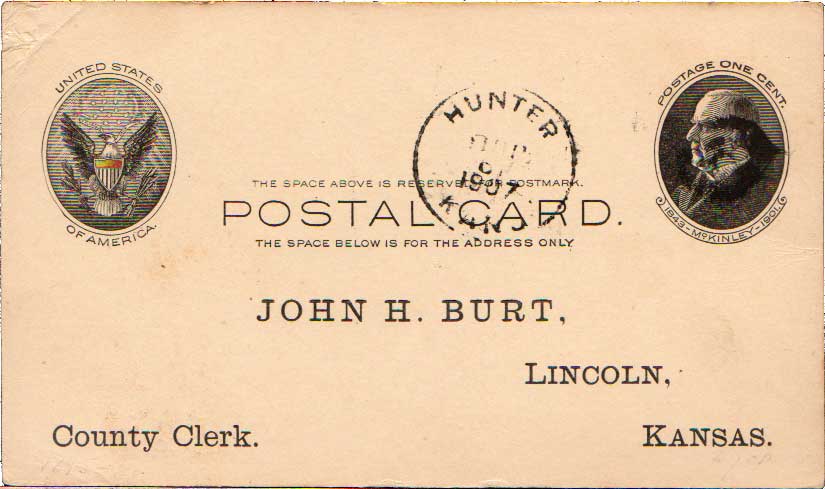 UNITED STATES
OF AMERICA.
POSTAGE ONE CENT.
1843-McKINLEY-1901.
HUNTER
1907
KANS
THE SPACE ABOVE IS RESERVED FOR POSTMARK.
POSTAL CARD.
THE SPACE BELOW IS FOR THE ADDRESS ONLY
JOHN H. BURT,
LINCOLN,
County Clerk.
KANSAS.